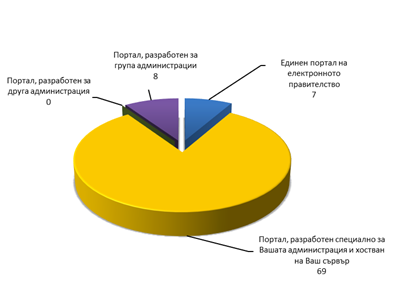 Портал, разработен за
група администрации
8
Единен портал на
електронното
правителство
7
Портал, разработен за
друга администрация
0
Портал, разработен специално за
Вашата администрация и хостван
на Ваш сървър
69